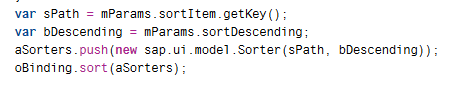 var sPath = mParams.sortItem.getKey();
var bDescending = mParams.sortDescending;
aSorters.push(new sap.ui.model.Sorter(sPath, bDescending));
oBinding.sort(aSorters);